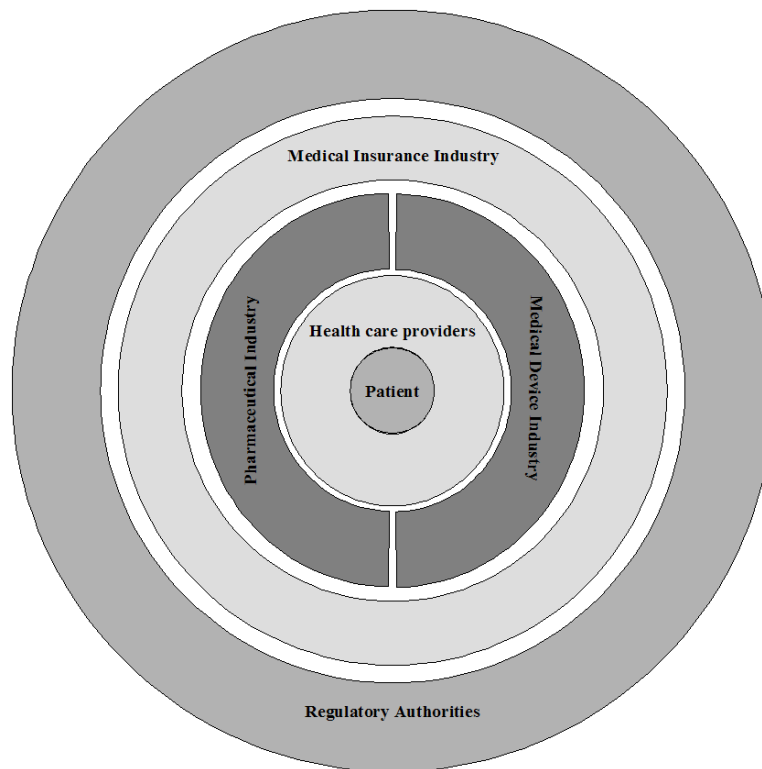 Medical Insurance Industry
Pharmaceutical Industry
Medical Device Industry
Health care providers
Patient
Regulatory Authorities